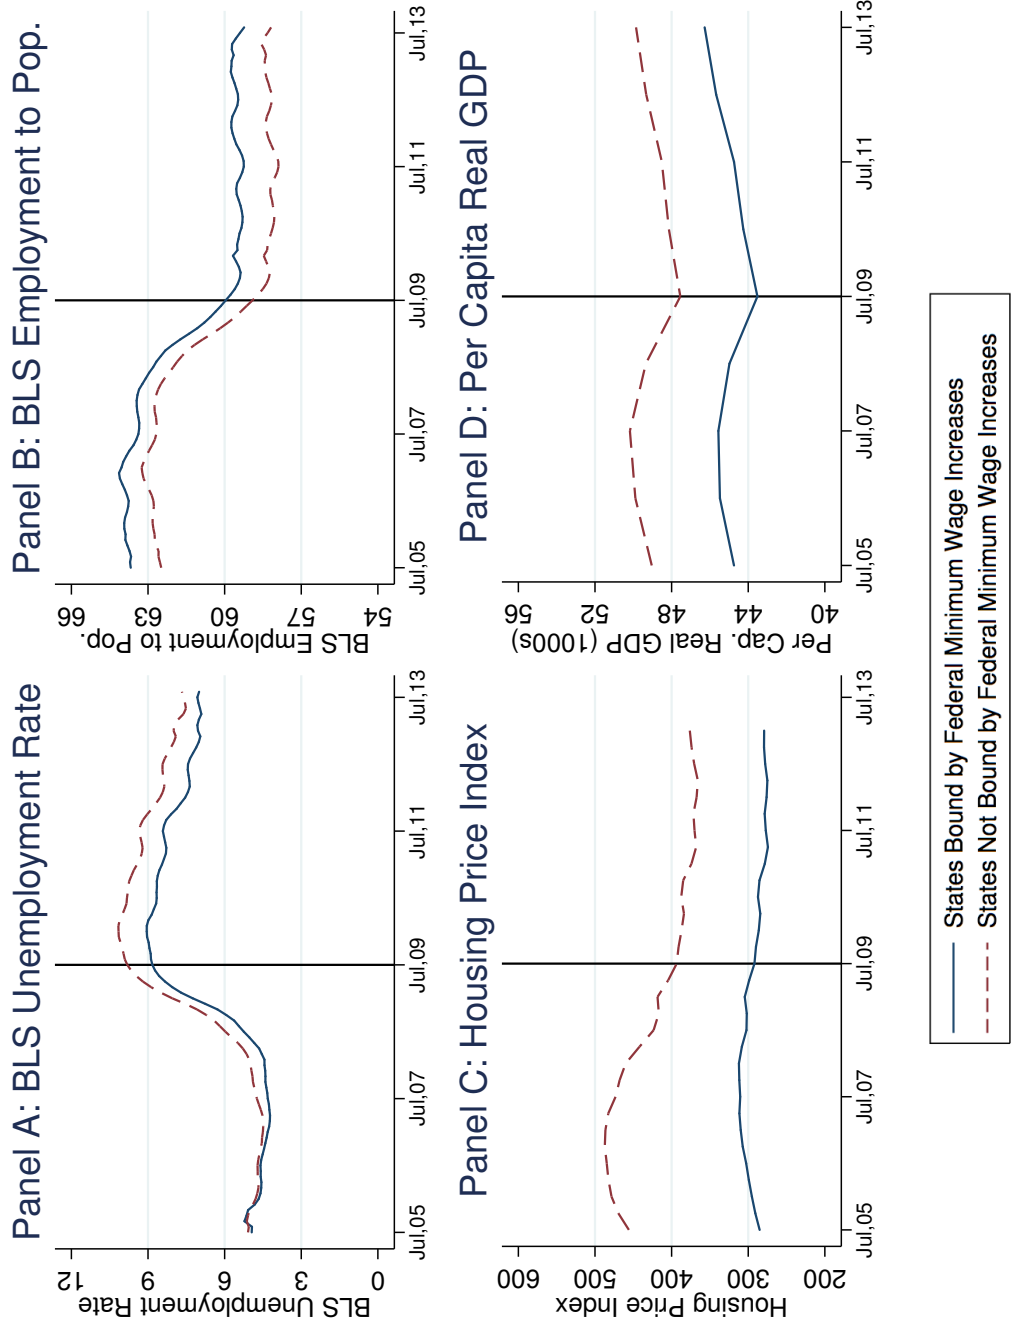 Panel A: BLS Unemployment Rate
BLS Unemployment Rate
12
9
6
3
0
Jul,05
Jul,07
Jul,09
Jul,11
Jul,13
Panel B: BLS Employment to Pop.
BLS Employment to Pop.
66
63
60
57
54
Jul,05
Jul,07
Jul,09
Jul,11
Jul,13
Panel C: Housing Price Index
Housing Price Index
600
500
400
300
200
Jul,05
Jul,07
Jul,09
Jul,11
Jul,13
Panel D: Per Capita Real GDP
Per Cap. Real GDP (1000s)
56
52
48
44
40
Jul,05
Jul,07
Jul,09
Jul,11
Jul,13
States Bound by Federal Minimum Wage Increases
States Not Bound by Federal Minimum Wage Increases